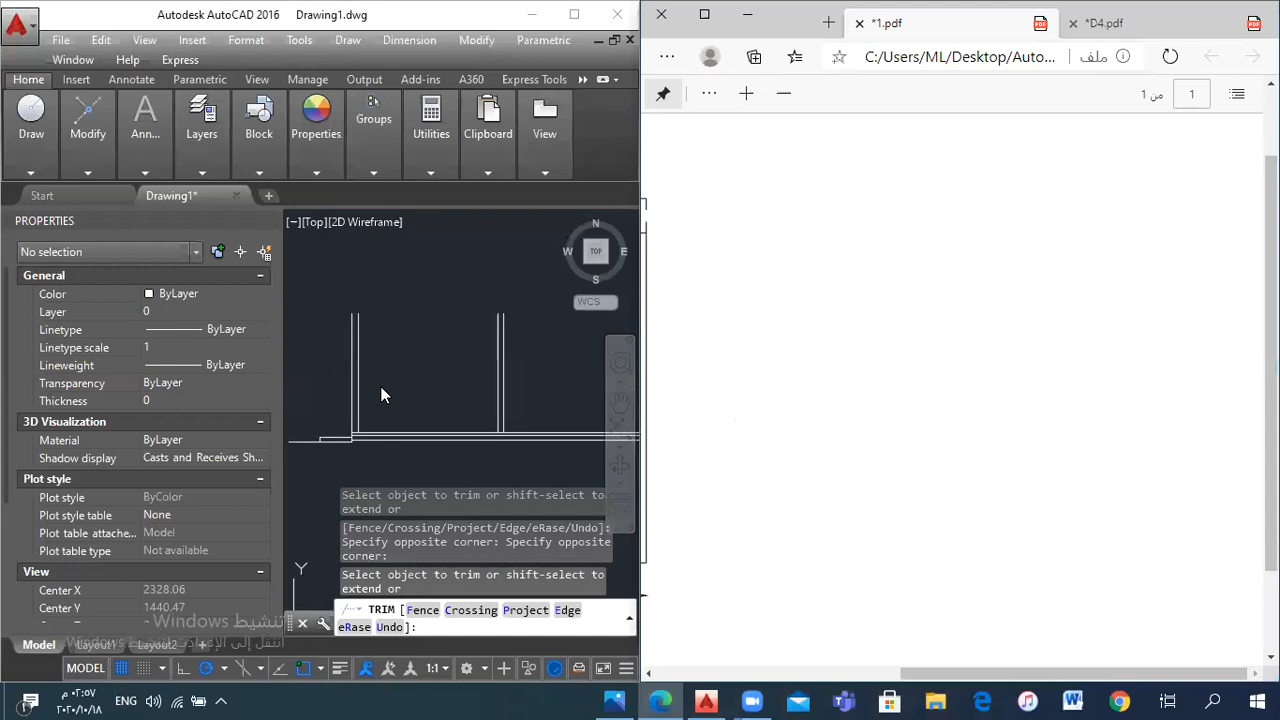 Autodesk AutoCAD 2016 Drawing1.dwg
File Edit View Insert Format Tools Draw Dimension Modify Parametric
Window Help Express
Home Insert Annotate Parametric View Manage Output Add-ins A360 Express Tools
Draw Modify Ann... Layers Block Properties Groups Utilities Clipboard View
Start Drawing1*
PROPERTIES
[−][Top][2D Wireframe]
No selection
N
W TOP E
S
WCS
General
Color ByLayer
Layer 0
Linetype ByLayer
Linetype scale 1
Lineweight ByLayer
Transparency ByLayer
Thickness 0
3D Visualization
Material ByLayer
Shadow display Casts and Receives Sh...
Plot style
Plot style ByColor
Plot style table None
Plot table attache... Model
Plot table type Not available
View
Center X 2328.06
Center Y 1440.47
Select object to trim or shift-select to
extend or
[Fence/Crossing/Project/Edge/eRase/Undo]:
Specify opposite corner: Specify opposite
corner:
Select object to trim or shift-select to
extend or
TRIM [Fence Crossing Project Edge
eRase Undo]:
Y
تنشيط Windows
Model Layout1 Layout2 +
MODEL 1:1
*1.pdf *D4.pdf
C:/Users/ML/Desktop/Auto... ملف
1 من 1
ENG